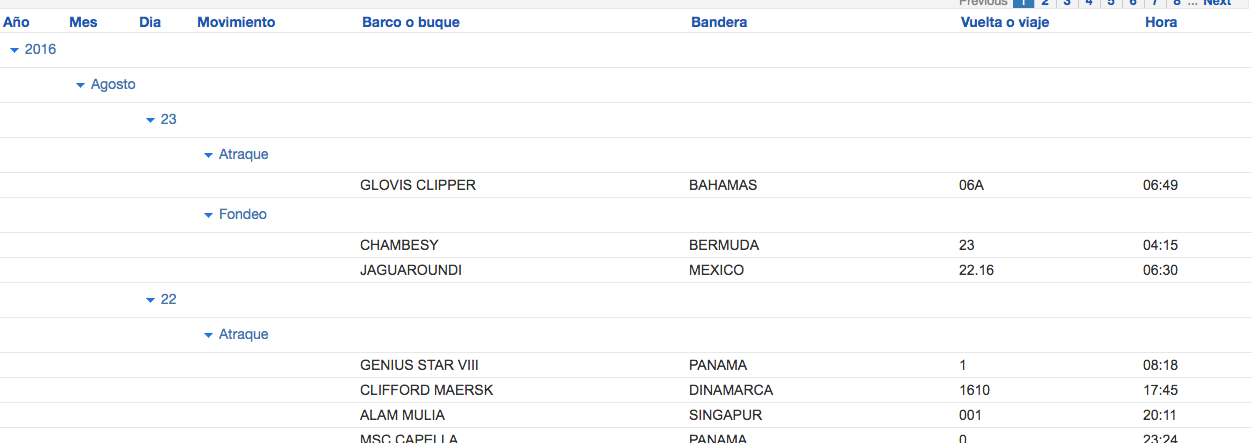 Previous 1 2 3 4 5 6 7 8 ... Next
Año Mes Dia Movimiento Barco o buque Bandera Vuelta o viaje Hora
2016
Agosto
23
Atraque
GLOVIS CLIPPER BAHAMAS 06A 06:49
Fondeo
CHAMBESY BERMUDA 23 04:15
JAGUAROUNDI MEXICO 22.16 06:30
22
Atraque
GENIUS STAR VIII PANAMA 1 08:18
CLIFFORD MAERSK DINAMARCA 1610 17:45
ALAM MULIA SINGAPUR 001 20:11
MSC CAPELLA PANAMA 0 23:24